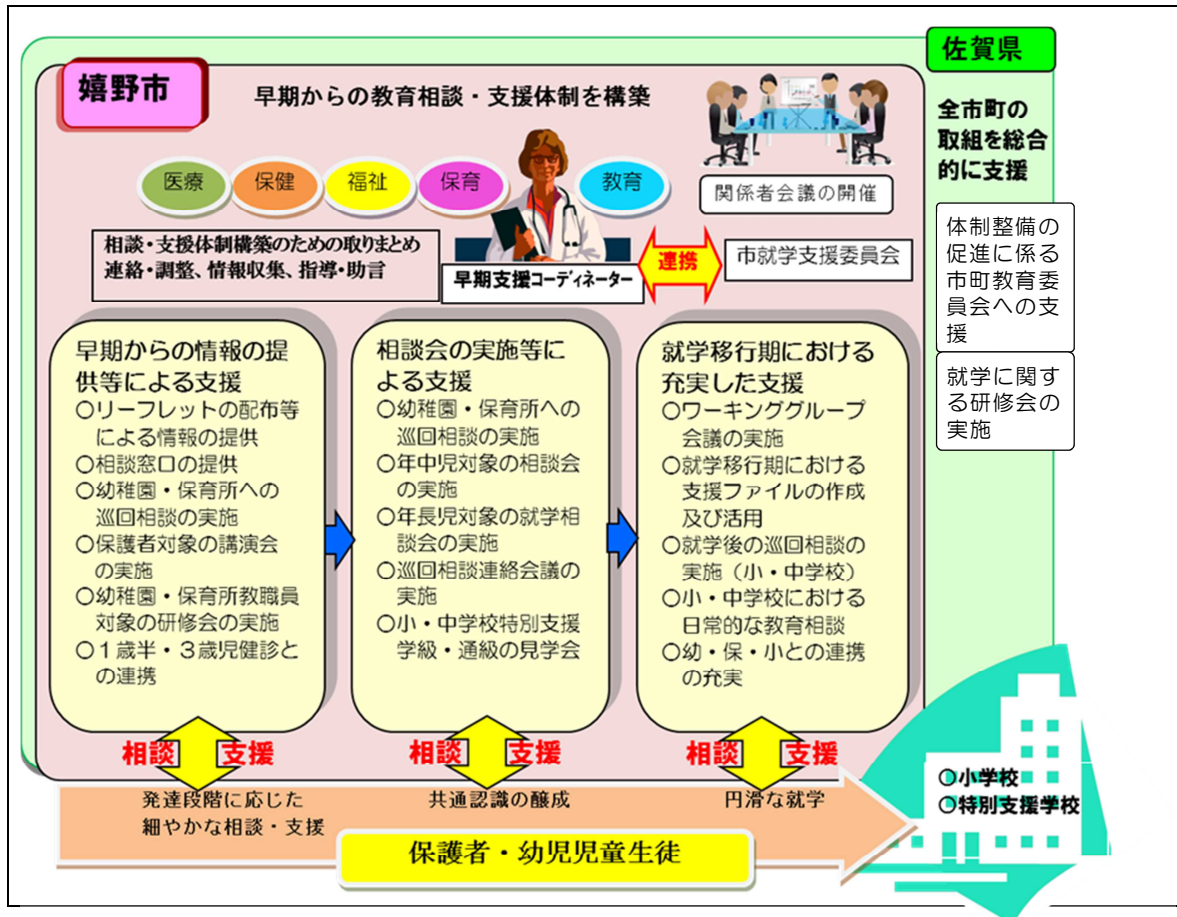 佐賀県
全市町の
取組を総合
的に支援
体制整備の
促進に係る
市町教育委
員会への支
援
就学に関す
る研修会の
実施
嬉野市
早期からの教育相談・支援体制を構築
医療
保健
福祉
保育
教育
関係者会議の開催
相談・支援体制構築のための取りまとめ
連絡・調整、情報収集、指導・助言
早期支援コーディネーター
連携
市就学支援委員会
早期からの情報の提
供等による支援
○リーフレットの配布等
による情報の提供
○相談窓口の提供
○幼稚園・保育所への
巡回相談の実施
○保護者対象の講演会
の実施
○幼稚園・保育所教職員
対象の研修会の実施
○1歳半・3歳児健診と
の連携
相談会の実施等に
よる支援
○幼稚園・保育所への
巡回相談の実施
○年中児対象の相談会
の実施
○年長児対象の就学相
談会の実施
○巡回相談連絡会議の
実施
○小・中学校特別支援
学級・通級の見学会
就学移行期における
充実した支援
○ワーキンググループ
会議の実施
○就学移行期における
支援ファイルの作成
及び活用
○就学後の巡回相談の
実施（小・中学校）
○小・中学校における
日常的な教育相談
○幼・保・小との連携
の充実
相談 支援
相談 支援
相談 支援
発達段階に応じた
細やかな相談・支援
共通認識の醸成
円滑な就学
保護者・幼児児童生徒
○小学校
○特別支援学校